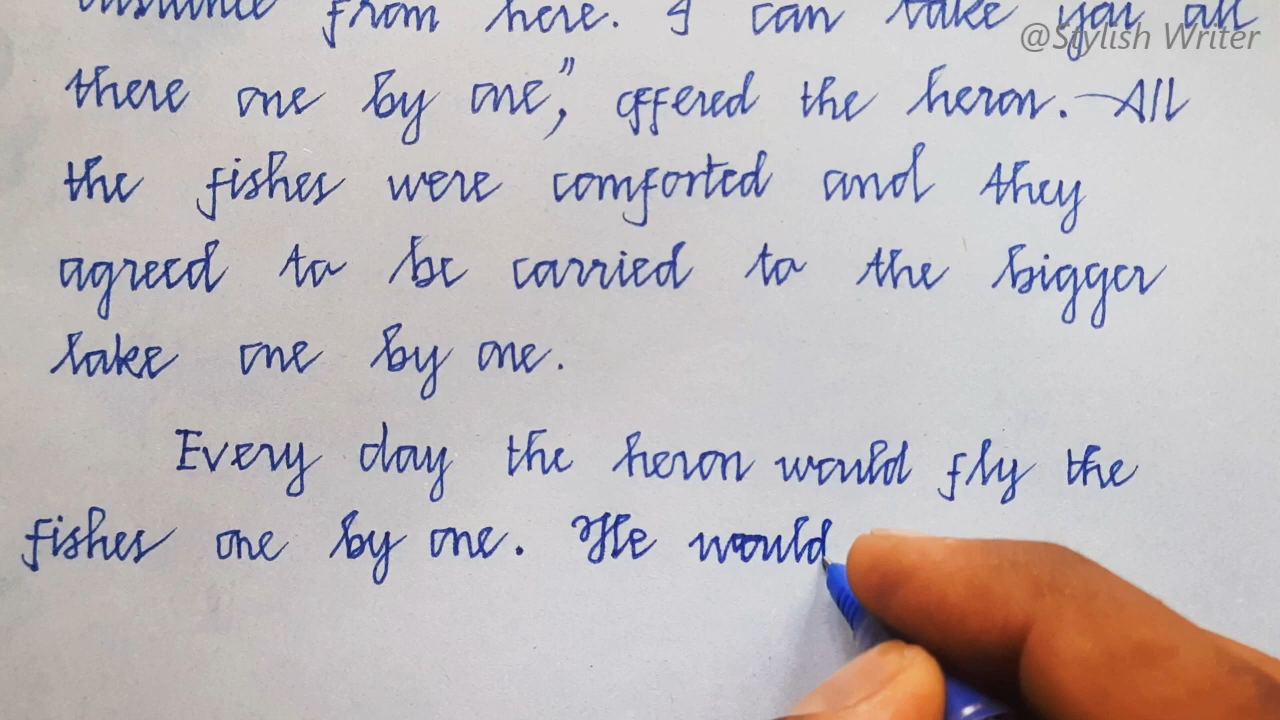 distance from here. I can take you all
@Stylish Writer
there one by one", offered the heron. All
the fishes were comforted and they
agreed to be carried to the bigger
lake one by one.
Every day the heron would fly the
fishes one by one. He would